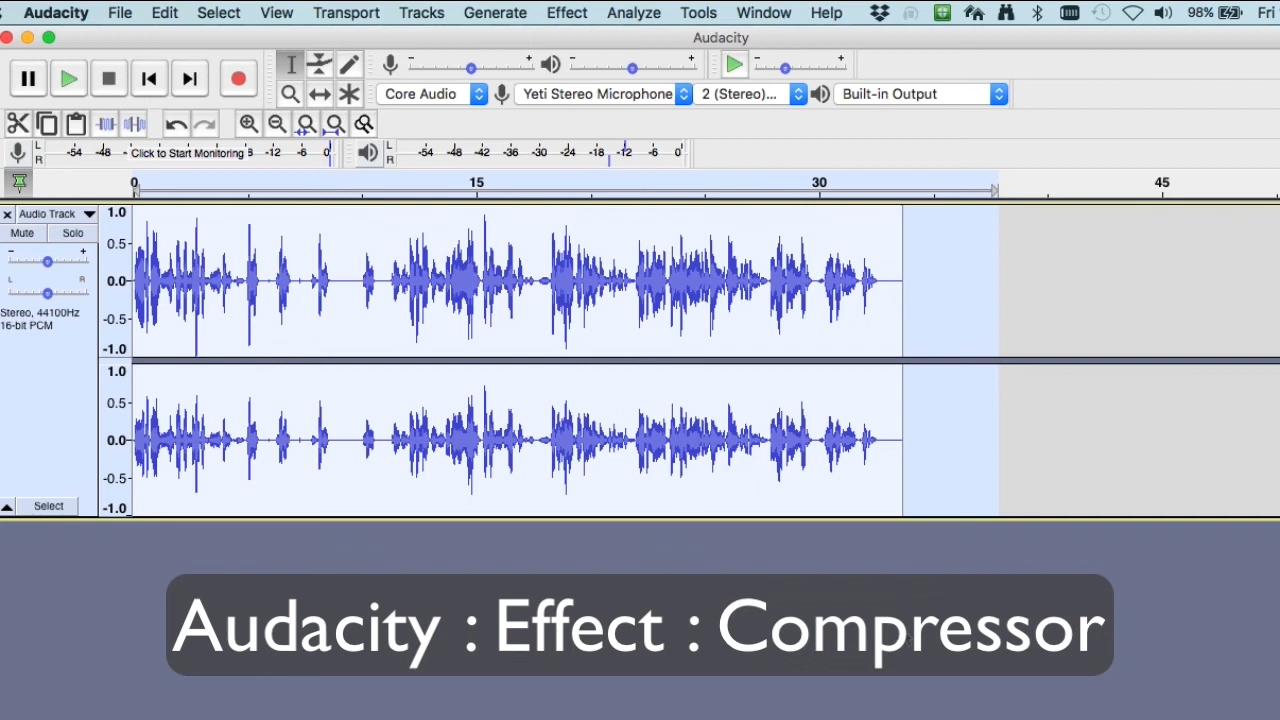 Audacity File Edit Select View Transport Tracks Generate Effect Analyze Tools Window Help 98% Fri
Audacity
Core Audio Yeti Stereo Microphone 2 (Stereo)... Built-in Output
L R -54 -48 - Click to Start Monitoring -12 -6 0 L R -54 -48 -42 -36 -30 -24 -18 -12 -6 0
0 15 30 45
Audio Track
Mute Solo
- +
L R
Stereo, 44100Hz
16-bit PCM
1.0
0.5
0.0
-0.5
-1.0
1.0
0.5
0.0
-0.5
-1.0
Select
Audacity : Effect : Compressor